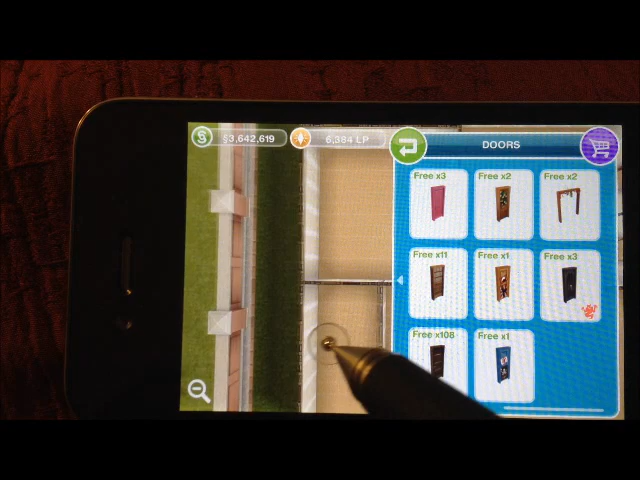 §3,642,619
6,384 LP
DOORS
Free x3
Free x2
Free x2
Free x11
Free x1
Free x3
Free x108
Free x1